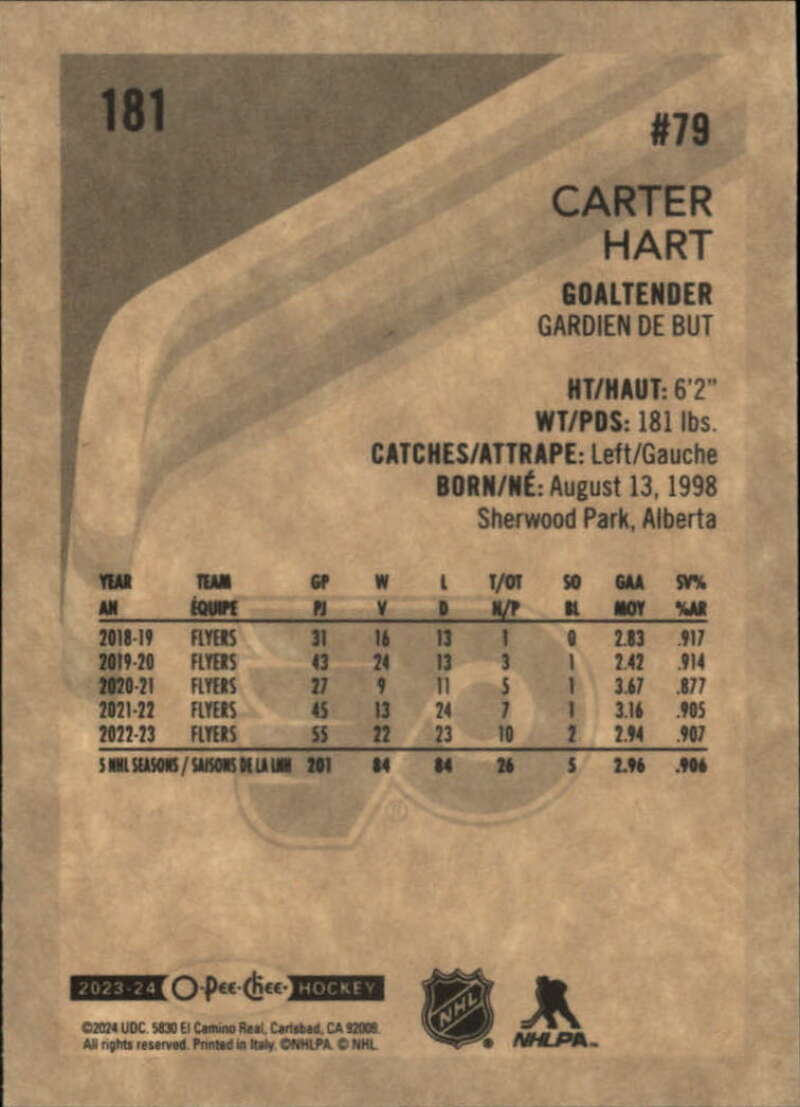 181
#79
CARTER
HART
GOALTENDER
GARDIEN DE BUT
HT/HAUT: 6'2"
WT/PDS: 181 lbs.
CATCHES/ATTRAPE: Left/Gauche
BORN/NÉ: August 13, 1998
Sherwood Park, Alberta
YEAR TEAM GP W L T/OT SO GAA SV%
AN ÉQUIPE PJ V D N/P BL MOY %AR
2018-19 FLYERS 31 16 13 1 0 2.83 .917
2019-20 FLYERS 43 24 13 3 1 2.42 .914
2020-21 FLYERS 27 9 11 5 1 3.67 .877
2021-22 FLYERS 45 13 24 7 1 3.16 .905
2022-23 FLYERS 55 22 23 10 2 2.94 .907
5 NHL SEASONS / SAISONS DE LA LNH 201 84 84 26 5 2.96 .906
®
2023-24 O-Pee-Chee HOCKEY
©2024 UDC. 5830 El Camino Real, Carlsbad, CA 92008.
All rights reserved. Printed in Italy. ©NHLPA. © NHL.
NHL
NHLPA